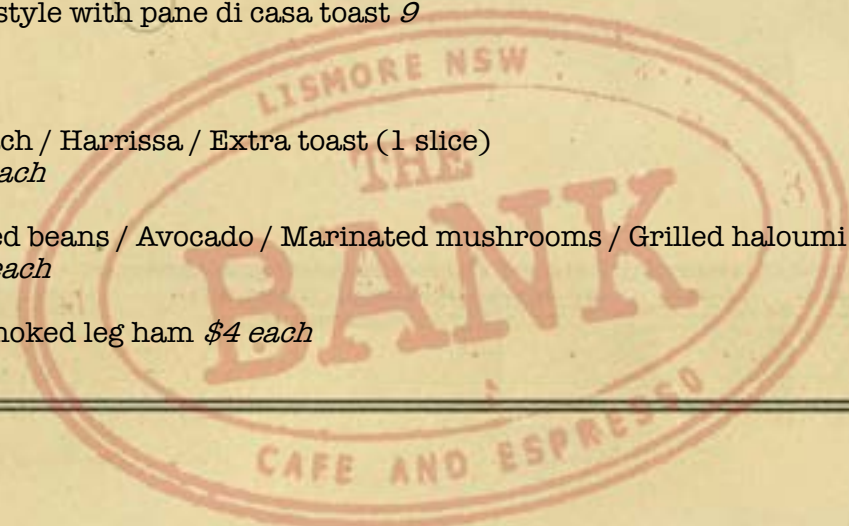 style with pane di casa toast 9
LISMORE NSW
ch / Harrissa / Extra toast (1 slice)
ach
THE
ed beans / Avocado / Marinated mushrooms / Grilled haloumi
each
BANK
moked leg ham $4 each
CAFE AND ESPRESSO